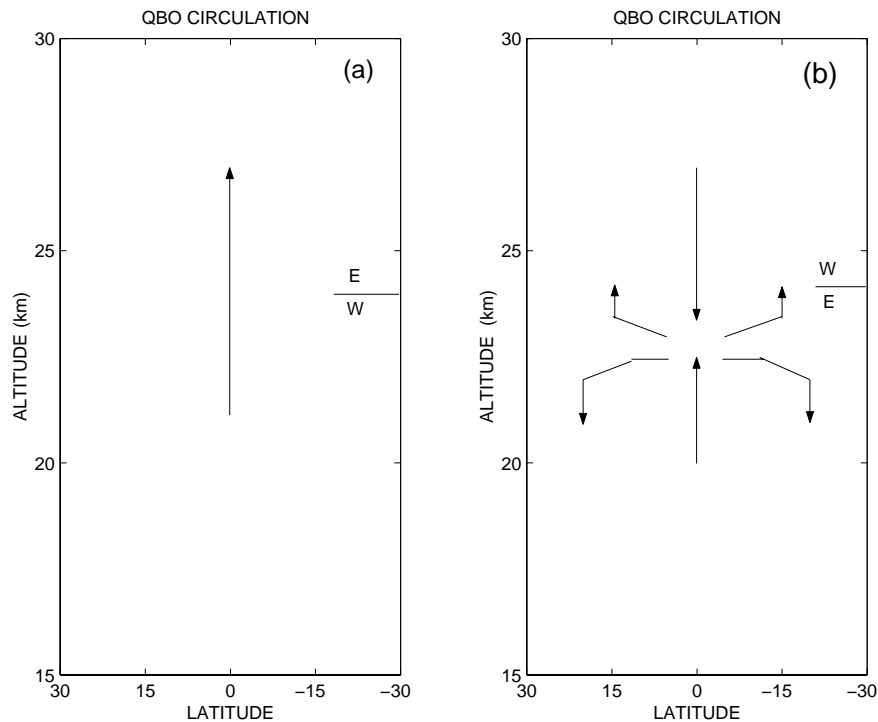 QBO CIRCULATION
(a)
30
25
20
15
ALTITUDE (km)
E
W
30 15 0 −15 −30
LATITUDE
QBO CIRCULATION
(b)
30
25
20
15
ALTITUDE (km)
W
E
30 15 0 −15 −30
LATITUDE